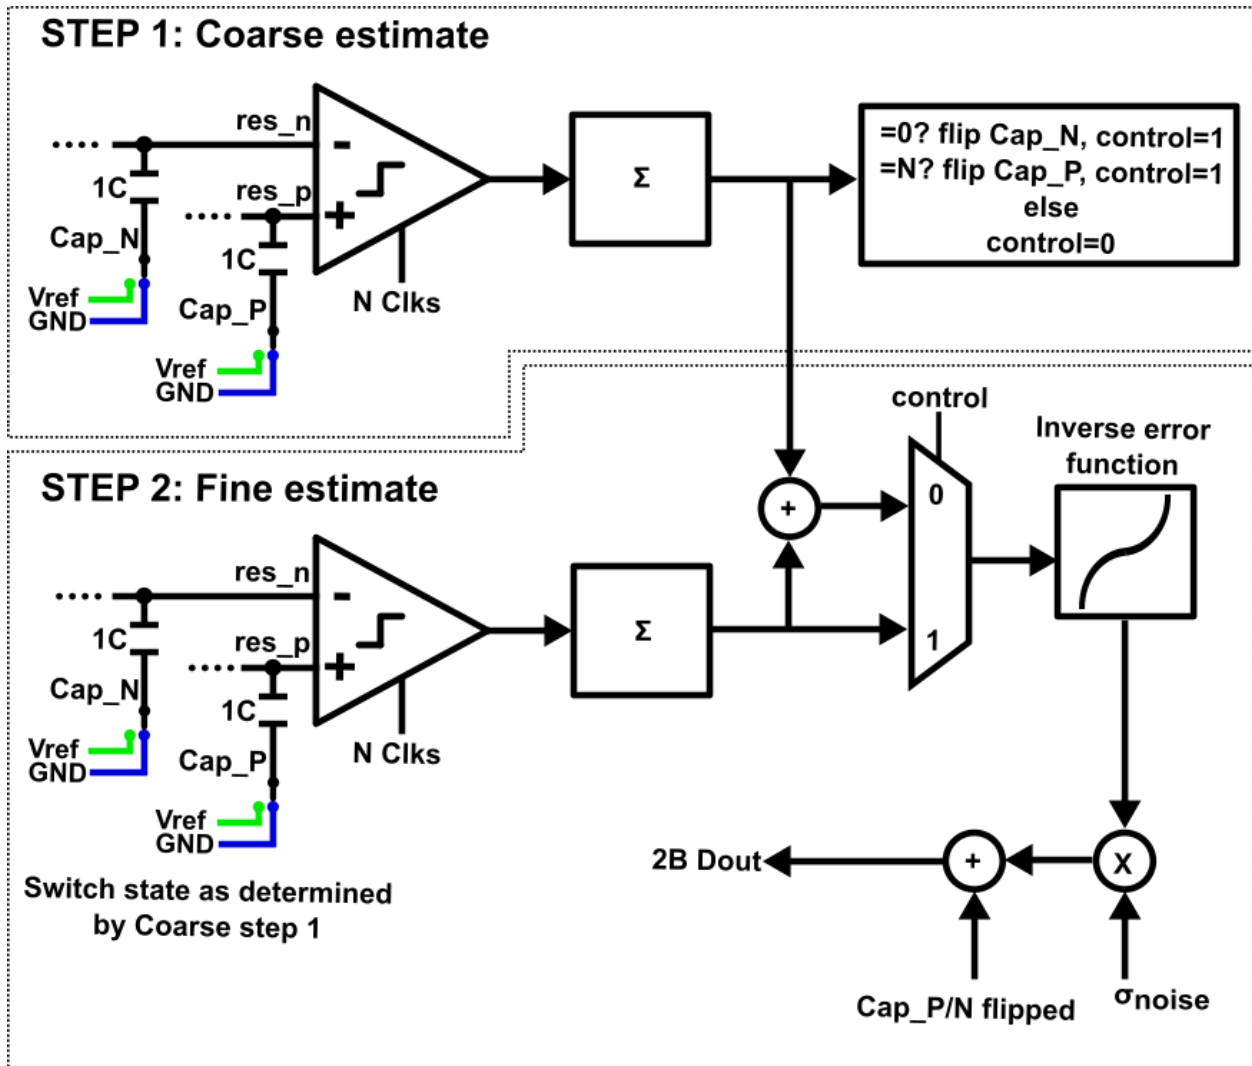 STEP 1: Coarse estimate
res_n
-
1C
res_p
+
Cap_N
1C
Vref
GND
Cap_P
N Clks
Vref
GND
Σ
=0? flip Cap_N, control=1
=N? flip Cap_P, control=1
else
control=0
control
Inverse error
function
STEP 2: Fine estimate
+
0
1
res_n
-
1C
res_p
+
Cap_N
1C
Vref
GND
Cap_P
N Clks
Vref
GND
Σ
Switch state as determined
by Coarse step 1
2B Dout
+
X
Cap_P/N flipped
σnoise